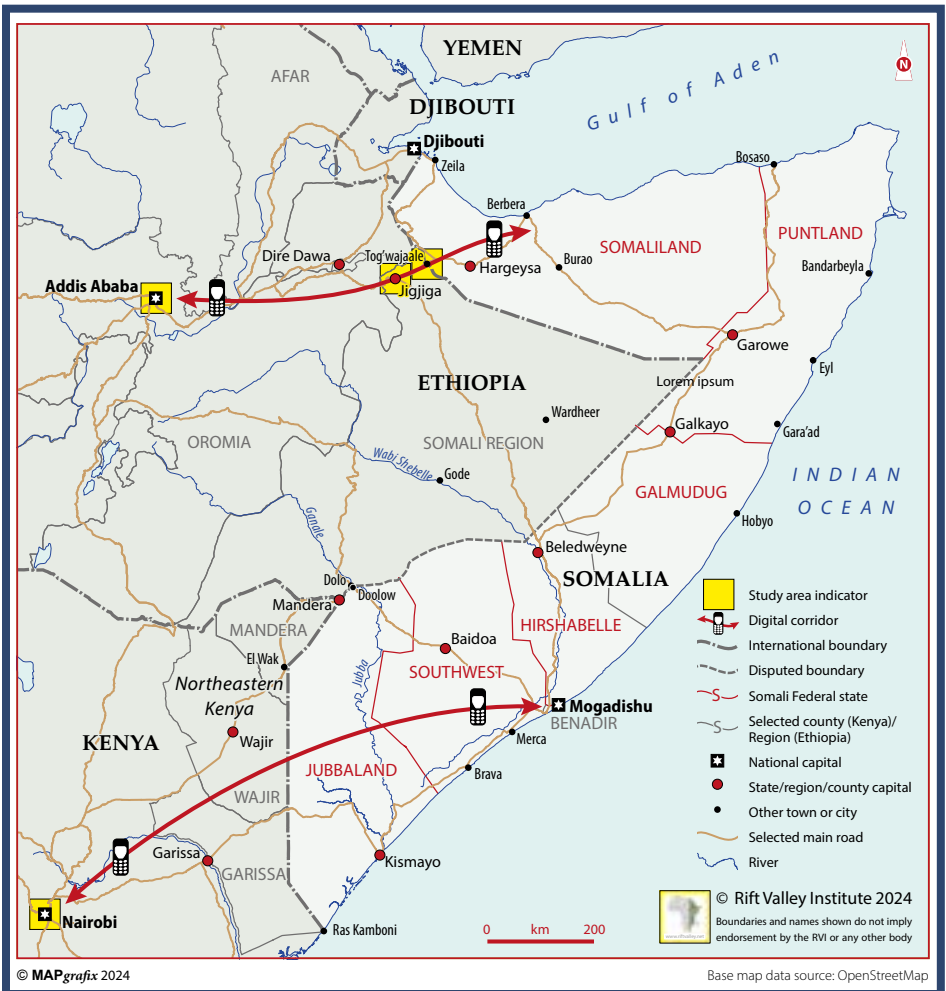 YEMEN
AFAR
Gulf of Aden
N
DJIBOUTI
Djibouti
Zeila
Bosaso
Berbera
SOMALILAND
PUNTLAND
Dire Dawa
Tog'wajaale
Hargeysa
Burao
Bandarbeyla
Addis Ababa
Jigjiga
Garowe
Eyl
ETHIOPIA
Lorem ipsum
Wardheer
Galkayo
Gara'ad
OROMIA
SOMALI REGION
Wabi Shebelle
Gode
INDIAN
OCEAN
GALMUDUG
Ganale
Hobyo
Beledweyne
SOMALIA
Dolo
Doolow
Mandera
MANDERA
HIRSHABELLE
Baidoa
El Wak
SOUTHWEST
Northeastern
Kenya
Jubba
Mogadishu
BENADIR
KENYA
Wajir
Merca
JUBBALAND
Brava
WAJIR
Garissa
GARISSA
Kismayo
Nairobi
Ras Kamboni
Study area indicator
Digital corridor
International boundary
Disputed boundary
S Somali Federal state
S Selected county (Kenya)/
Region (Ethiopia)
National capital
State/region/county capital
Other town or city
Selected main road
River
0 km 200
www.riftvalley.net
© Rift Valley Institute 2024
Boundaries and names shown do not imply
endorsement by the RVI or any other body
© MAPgrafix 2024
Base map data source: OpenStreetMap